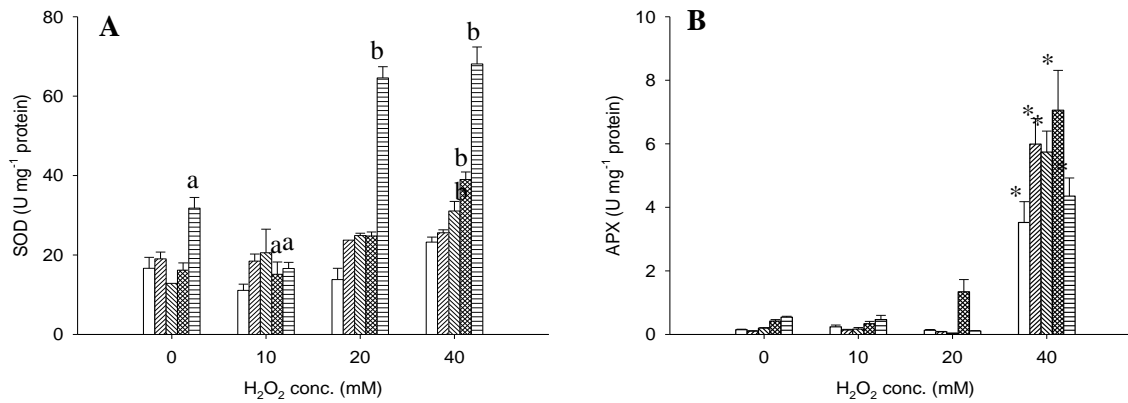 A
SOD (U mg⁻¹ protein)
80
60
40
20
0
a
a a
b
b
b
b
0 10 20 40
H₂O₂ conc. (mM)
B
APX (U mg⁻¹ protein)
10
8
6
4
2
0
* * * * *
0 10 20 40
H₂O₂ conc. (mM)